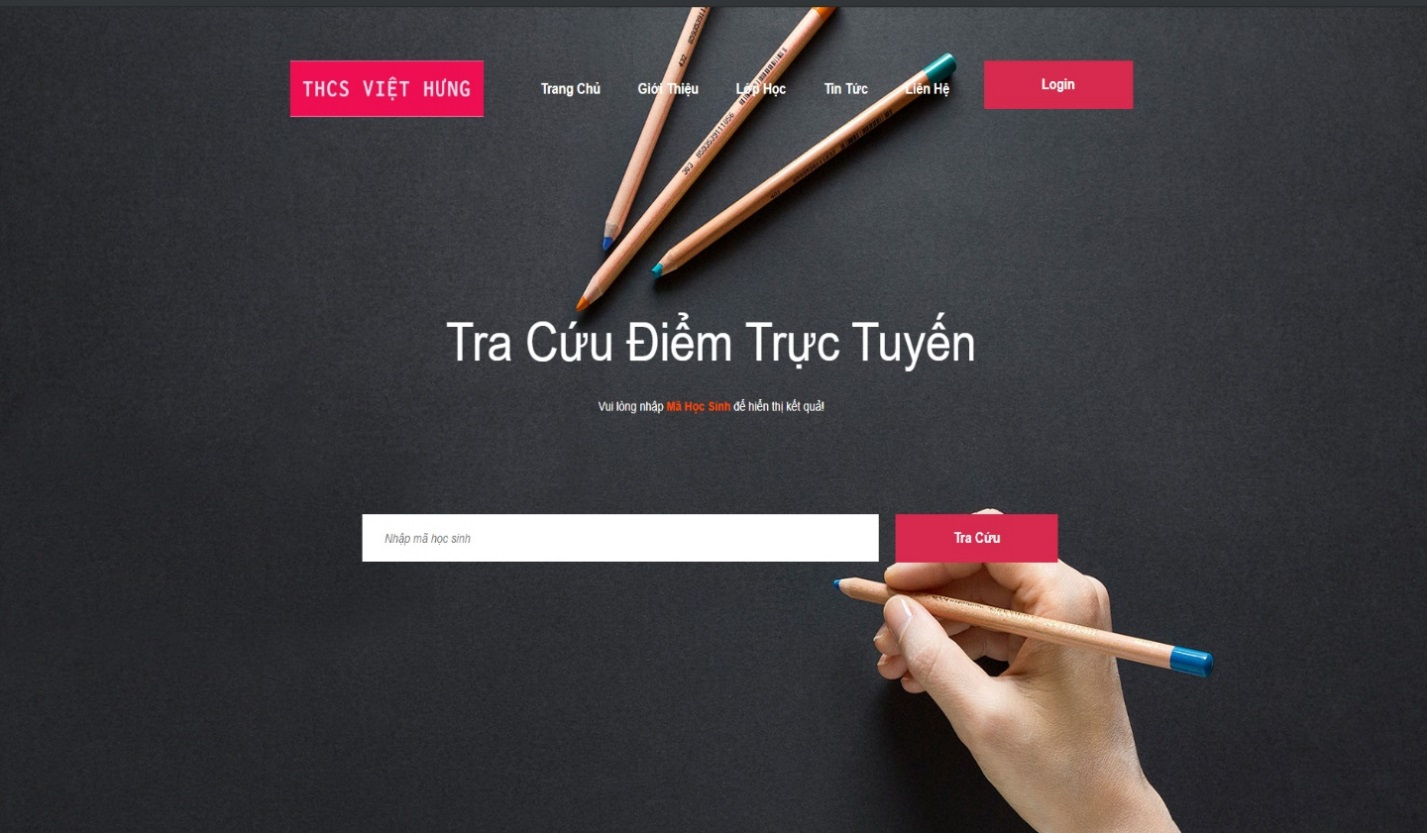 THCS VIỆT HƯNG
Trang Chủ Giới Thiệu Lớp Học Tin Tức Liên Hệ Login
Tra Cứu Điểm Trực Tuyến
Vui lòng nhập Mã Học Sinh để hiển thị kết quả!
Nhập mã học sinh
Tra Cứu